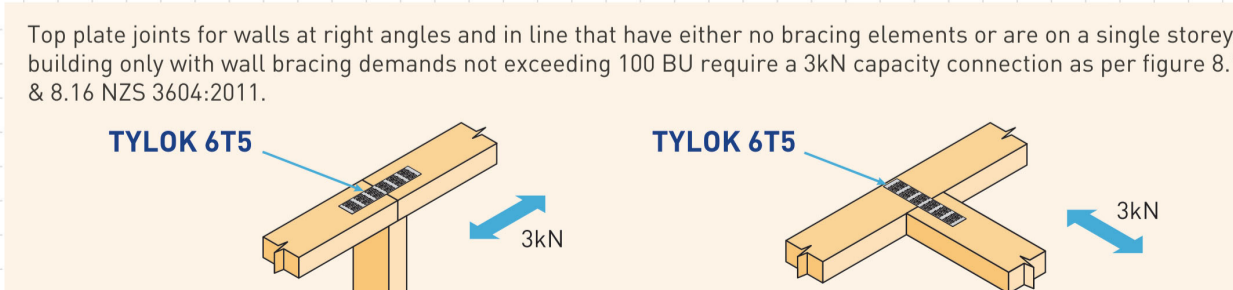 Top plate joints for walls at right angles and in line that have either no bracing elements or are on a single storey
building only with wall bracing demands not exceeding 100 BU require a 3kN capacity connection as per figure 8.
& 8.16 NZS 3604:2011.
TYLOK 6T5
TYLOK 6T5
3kN
3kN